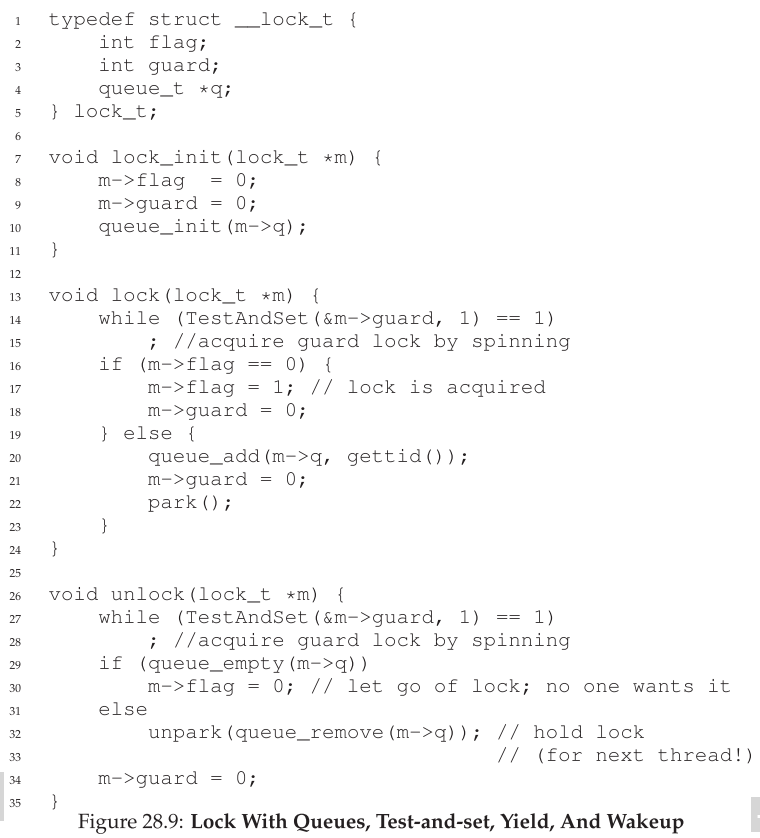 1 typedef struct __lock_t {
2     int flag;
3     int guard;
4     queue_t *q;
5 } lock_t;
6
7 void lock_init(lock_t *m) {
8     m->flag  = 0;
9     m->guard = 0;
10     queue_init(m->q);
11 }
12
13 void lock(lock_t *m) {
14     while (TestAndSet(&m->guard, 1) == 1)
15         ; //acquire guard lock by spinning
16     if (m->flag == 0) {
17         m->flag = 1; // lock is acquired
18         m->guard = 0;
19     } else {
20         queue_add(m->q, gettid());
21         m->guard = 0;
22         park();
23     }
24 }
25
26 void unlock(lock_t *m) {
27     while (TestAndSet(&m->guard, 1) == 1)
28         ; //acquire guard lock by spinning
29     if (queue_empty(m->q))
30         m->flag = 0; // let go of lock; no one wants it
31     else
32         unpark(queue_remove(m->q)); // hold lock
33                                     // (for next thread!)
34     m->guard = 0;
35 }
Figure 28.9: Lock With Queues, Test-and-set, Yield, And Wakeup